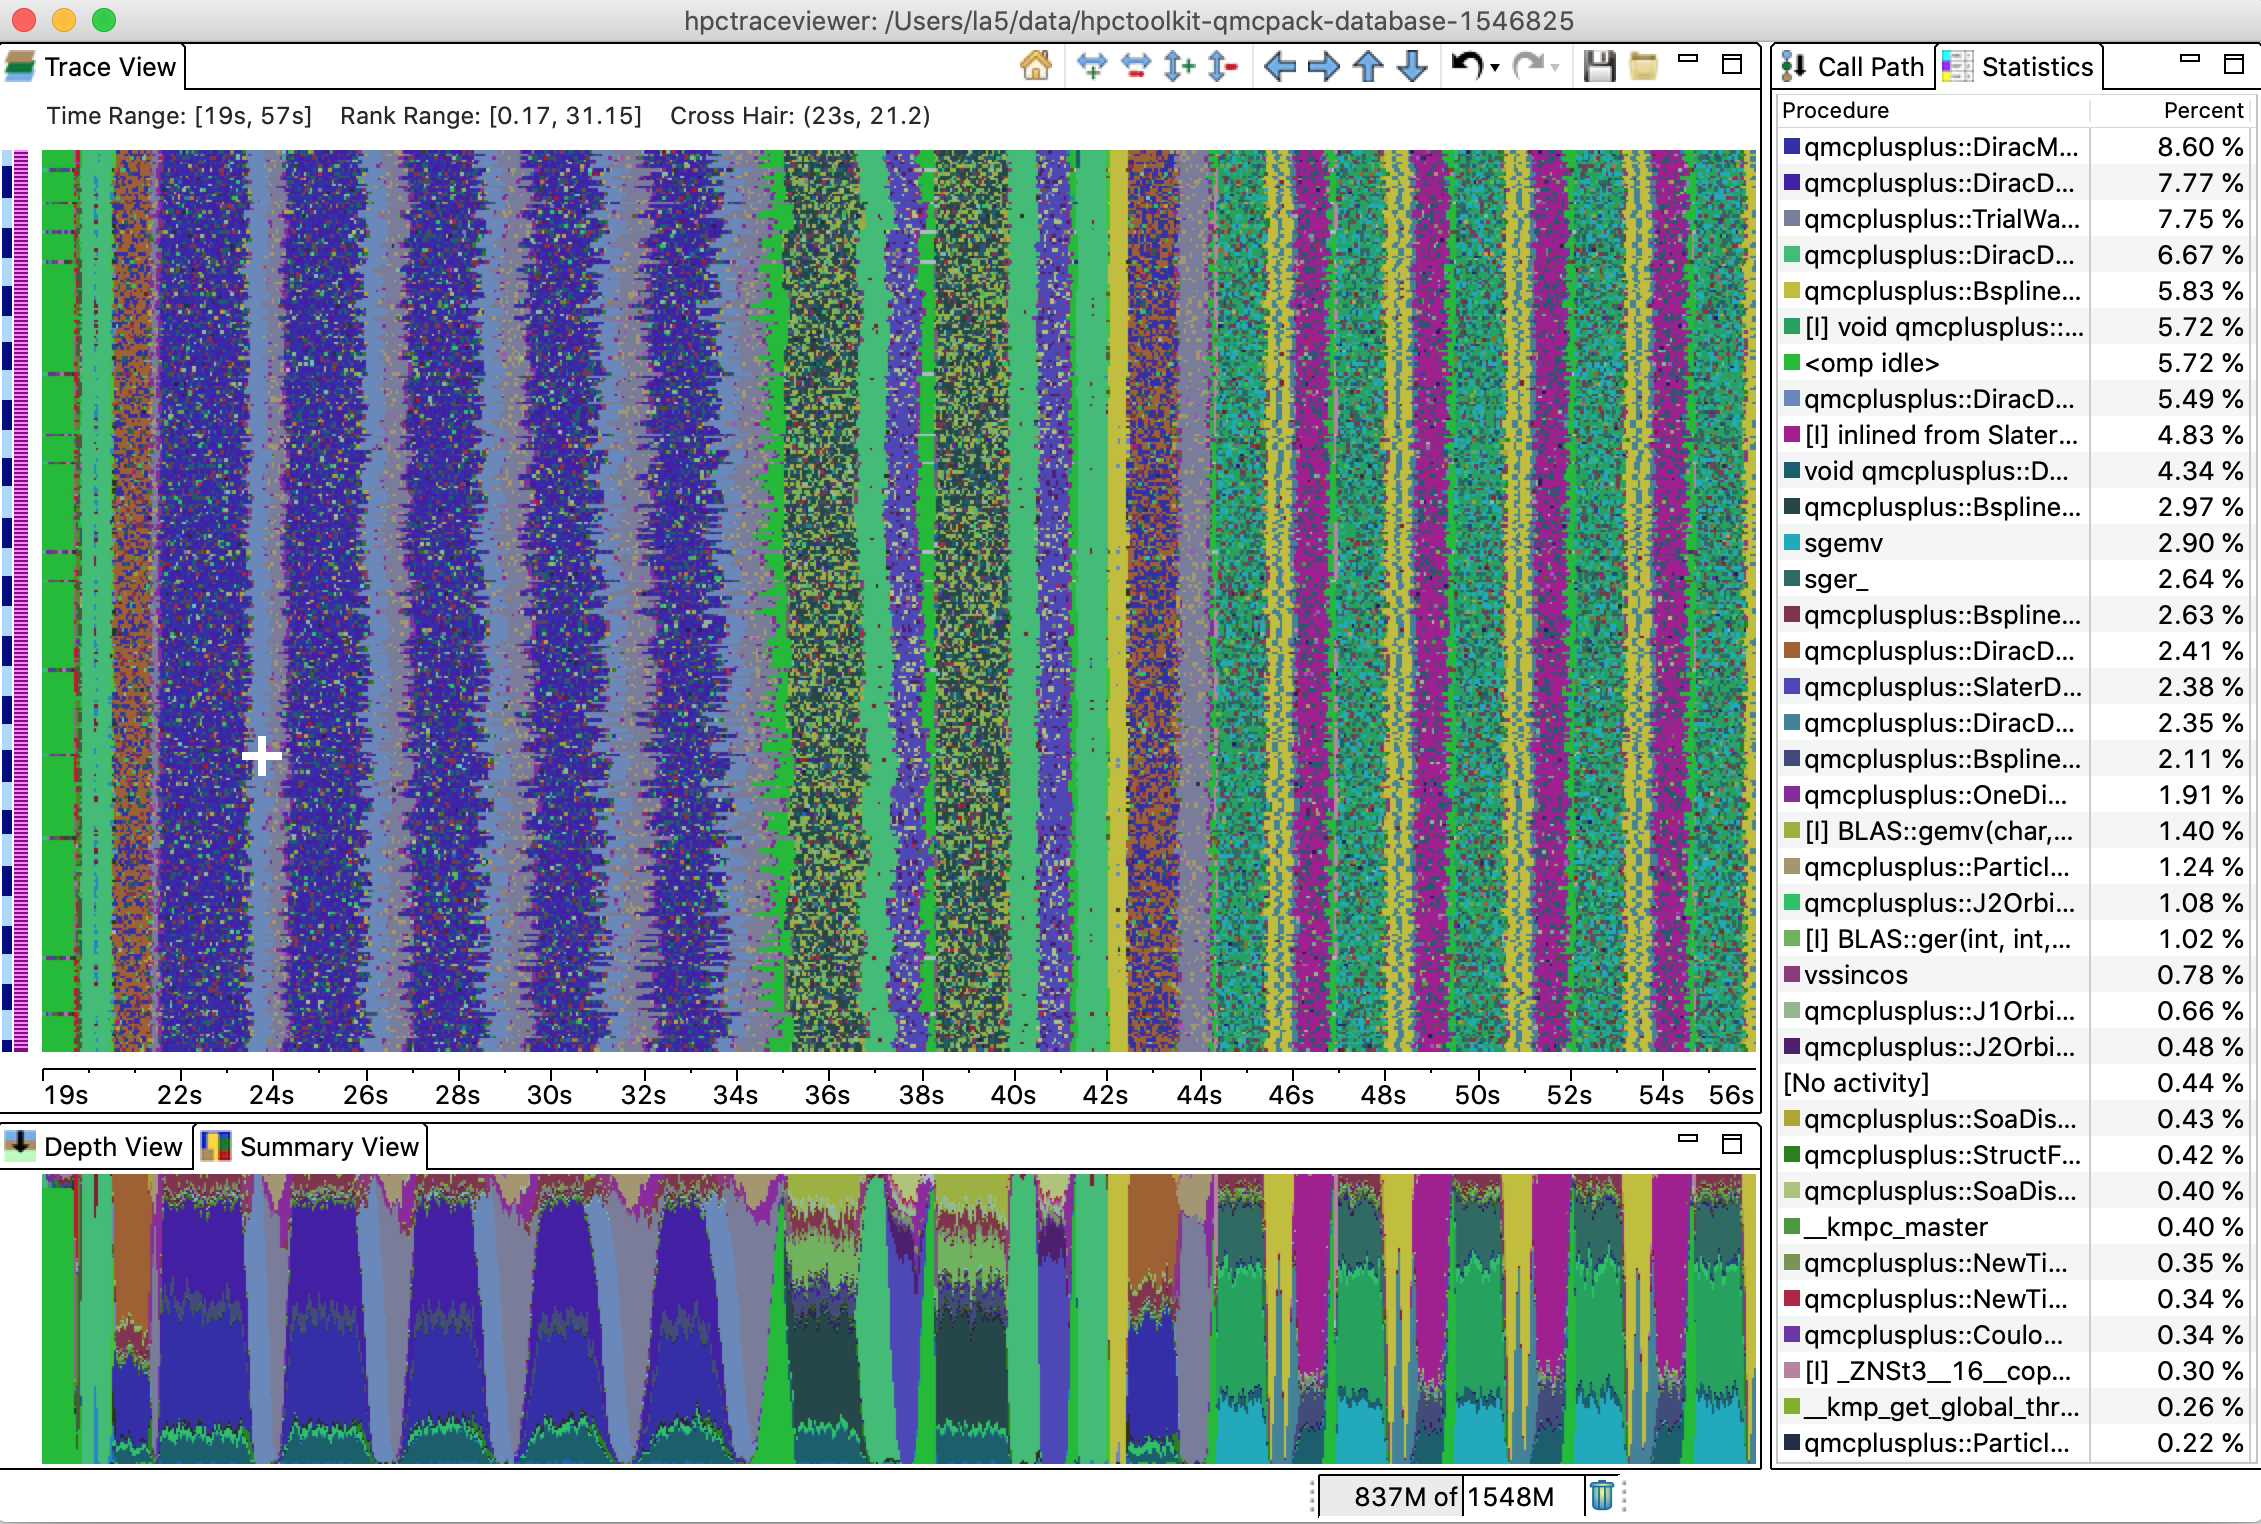 hpctraceviewer: /Users/la5/data/hpctoolkit-qmcpack-database-1546825
Trace View
Time Range: [19s, 57s] Rank Range: [0.17, 31.15] Cross Hair: (23s, 21.2)
19s 22s 24s 26s 28s 30s 32s 34s 36s 38s 40s 42s 44s 46s 48s 50s 52s 54s 56s
Depth View Summary View
837M of 1548M
Call Path Statistics
Procedure Percent
qmcplusplus::DiracM... 8.60 %
qmcplusplus::DiracD... 7.77 %
qmcplusplus::TrialWa... 7.75 %
qmcplusplus::DiracD... 6.67 %
qmcplusplus::Bspline... 5.83 %
[I] void qmcplusplus::... 5.72 %
<omp idle> 5.72 %
qmcplusplus::DiracD... 5.49 %
[I] inlined from Slater... 4.83 %
void qmcplusplus::D... 4.34 %
qmcplusplus::Bspline... 2.97 %
sgemv 2.90 %
sger_ 2.64 %
qmcplusplus::Bspline... 2.63 %
qmcplusplus::DiracD... 2.41 %
qmcplusplus::SlaterD... 2.38 %
qmcplusplus::DiracD... 2.35 %
qmcplusplus::Bspline... 2.11 %
qmcplusplus::OneDi... 1.91 %
[I] BLAS::gemv(char,... 1.40 %
qmcplusplus::Particl... 1.24 %
qmcplusplus::J2Orbi... 1.08 %
[I] BLAS::ger(int, int,... 1.02 %
vssincos 0.78 %
qmcplusplus::J1Orbi... 0.66 %
qmcplusplus::J2Orbi... 0.48 %
[No activity] 0.44 %
qmcplusplus::SoaDis... 0.43 %
qmcplusplus::StructF... 0.42 %
qmcplusplus::SoaDis... 0.40 %
__kmpc_master 0.40 %
qmcplusplus::NewTi... 0.35 %
qmcplusplus::NewTi... 0.34 %
qmcplusplus::Coulo... 0.34 %
[I] _ZNSt3__16__cop... 0.30 %
__kmp_get_global_thr... 0.26 %
qmcplusplus::Particl... 0.22 %